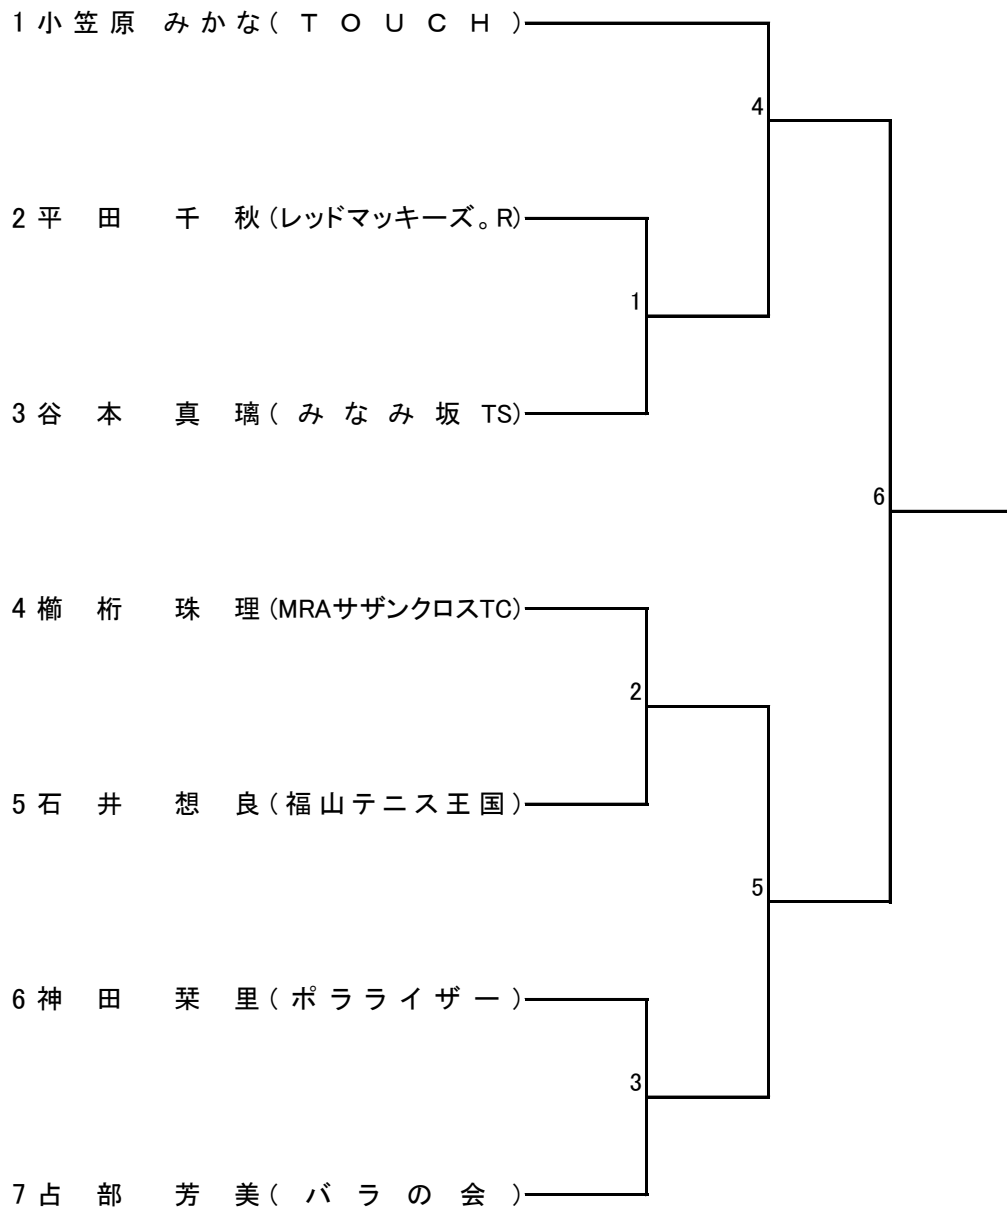 1 小笠原 みかな(TOUCH)
4
2 平田 千秋(レッドマッキーズ。R)
1
3 谷本 真璃(みなみ坂TS)
6
4 櫛桁 珠理(MRAサザンクロスTC)
2
5 石井 想良(福山テニス王国)
5
6 神田 栞里(ポラライザー)
3
7 占部 芳美(バラの会)